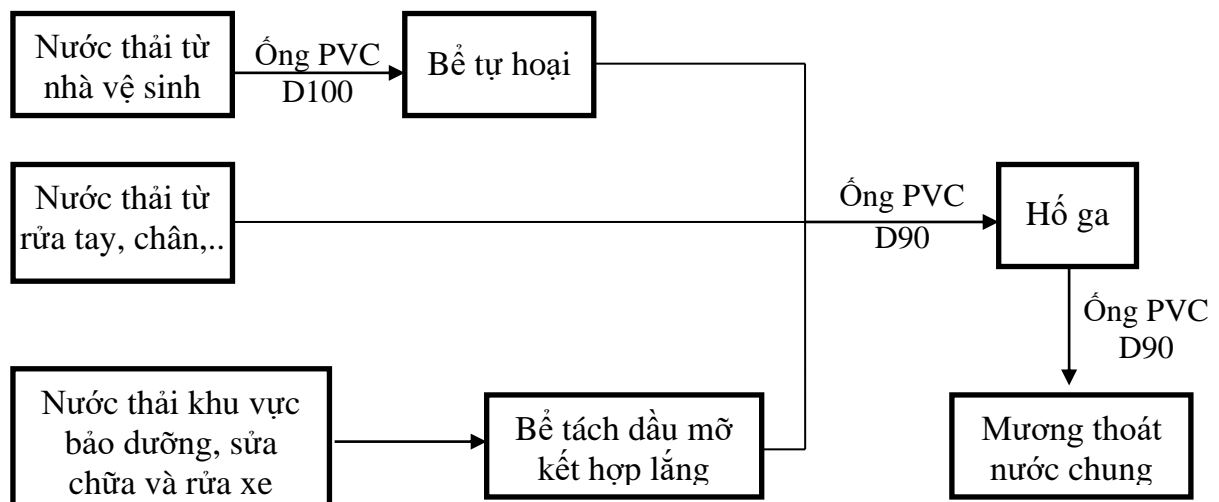 Nước thải từ
nhà vệ sinh
Ống PVC
D100
Bể tự hoại
Nước thải từ
rửa tay, chân,..
Ống PVC
D90
Hố ga
Ống PVC
D90
Nước thải khu vực
bảo dưỡng, sửa
chữa và rửa xe
Bể tách dầu mỡ
kết hợp lắng
Mương thoát
nước chung